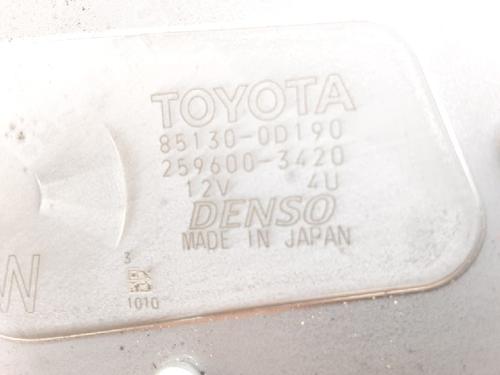 TOYOTA
85130-0D190
259600-3420
12V 4U
DENSO
MADE IN JAPAN
3
1010
N